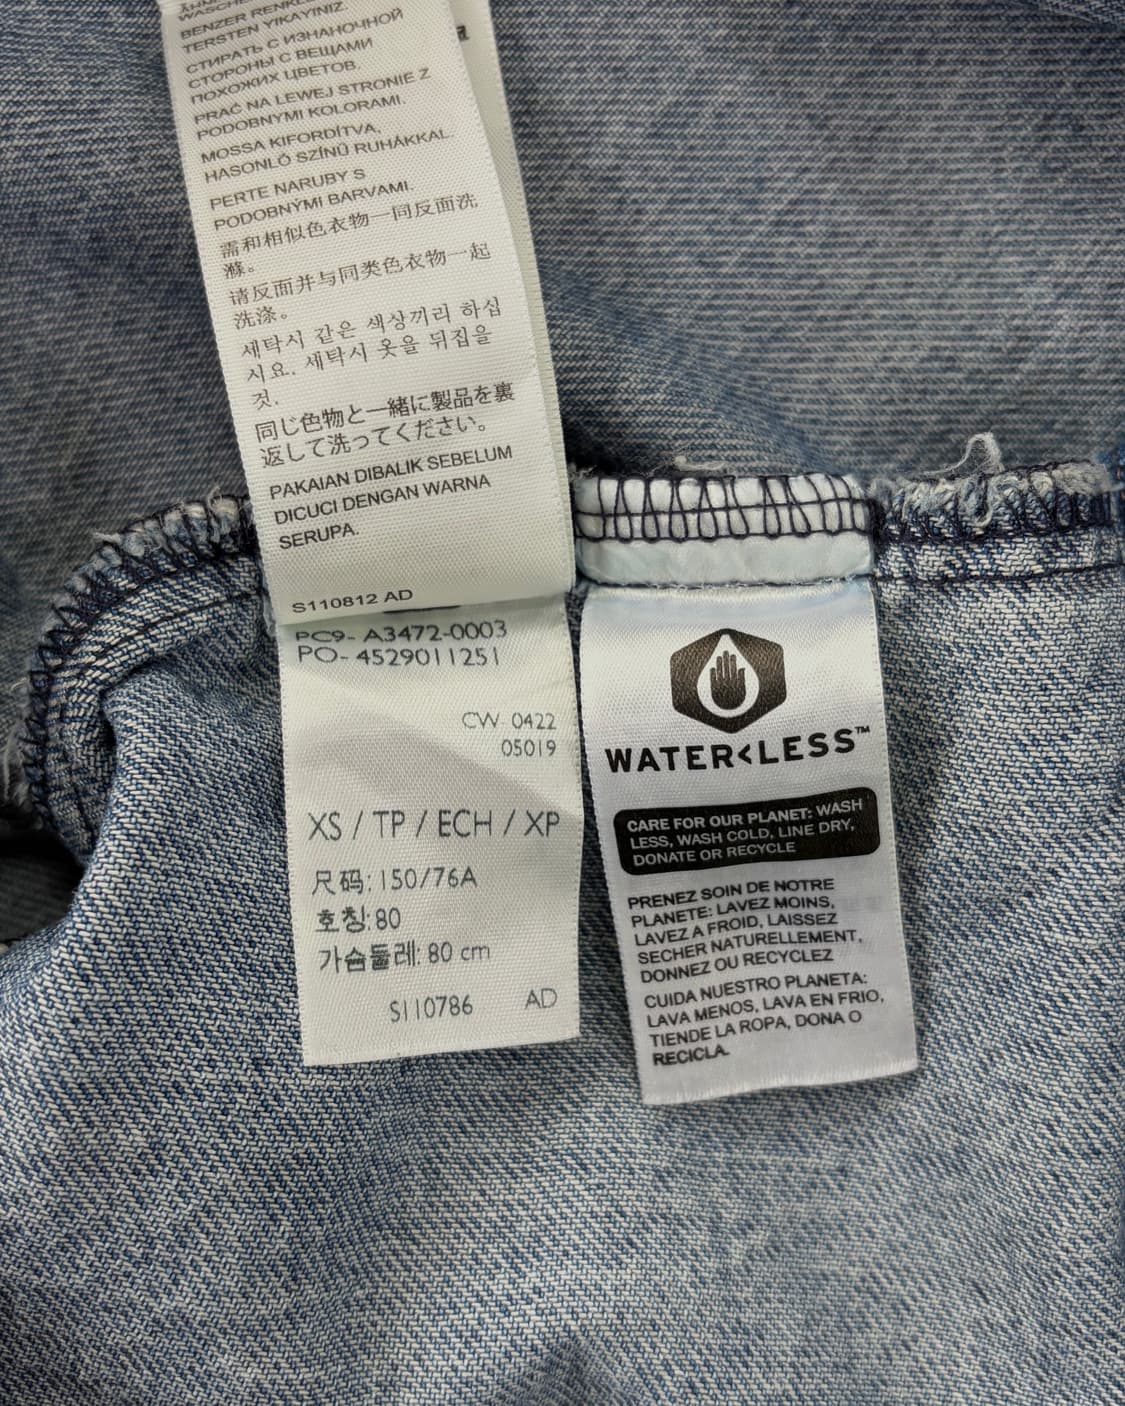 BENZER RENKL
TERSTEN YIKAYINIZ.
СТИРАТЬ С ИЗНАНОЧНОЙ
СТОРОНЫ С ВЕЩАМИ
ПОХОЖИХ ЦВЕТОВ.
PRAĆ NA LEWEJ STRONIE Z
PODOBNYMI KOLORAMI.
MOSSA KIFORDÍTVA,
HASONLÓ SZÍNŰ RUHÁKKAL.
PERTE NARUBY S
PODOBNÝMI BARVAMI.
需和相似色衣物一同反面洗
滌。
请反面并与同类色衣物一起
洗涤。
세탁시 같은 색상끼리 하십
시요. 세탁시 옷을 뒤집을
것.
同じ色物と一緒に製品を裏
返して洗ってください。
PAKAIAN DIBALIK SEBELUM
DICUCI DENGAN WARNA
SERUPA.
S110812 AD
PC9- A3472-0003
PO- 4529011251
CW 0422
05019
XS / TP / ECH / XP
尺码: 150/76A
호칭: 80
가슴둘레: 80 cm
S110786 AD
WATER<LESS™
CARE FOR OUR PLANET: WASH
LESS, WASH COLD, LINE DRY,
DONATE OR RECYCLE
PRENEZ SOIN DE NOTRE
PLANETE: LAVEZ MOINS,
LAVEZ A FROID, LAISSEZ
SECHER NATURELLEMENT,
DONNEZ OU RECYCLEZ
CUIDA NUESTRO PLANETA:
LAVA MENOS, LAVA EN FRIO,
TIENDE LA ROPA, DONA O
RECICLA.